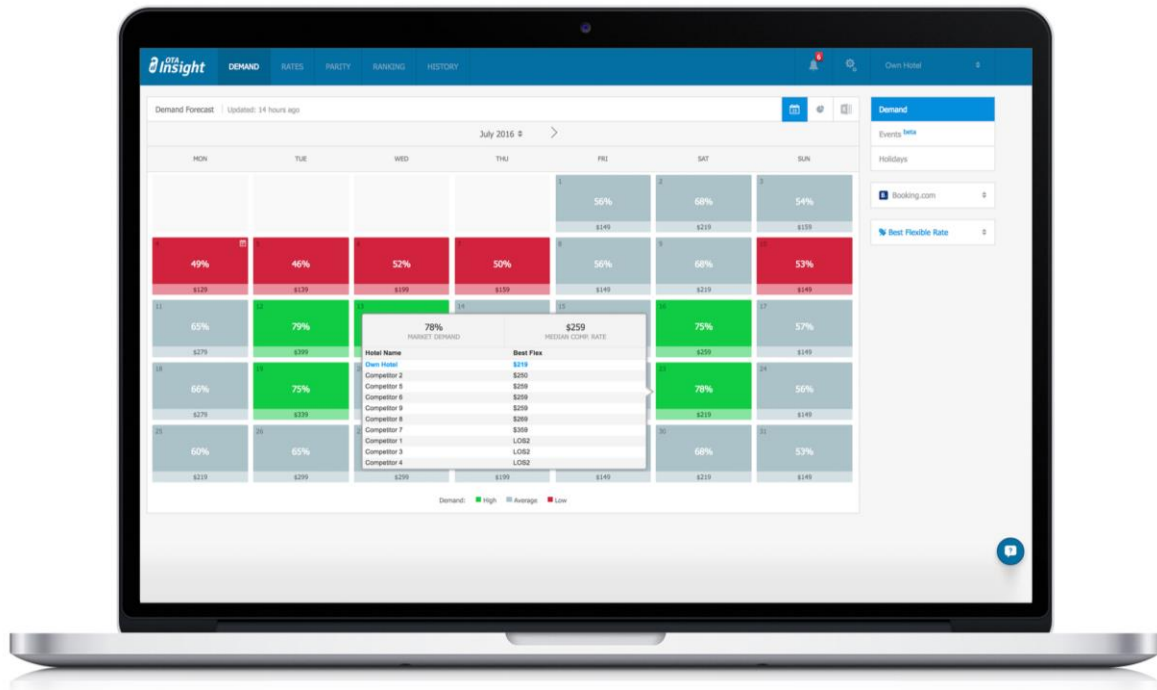 OTA Insight DEMAND RATES PARITY RANKING HISTORY 6 Own Hotel
Demand Forecast Updated: 14 hours ago
July 2016
MON TUE WED THU FRI SAT SUN
1 2 3
56% 68% 54%
$149 $219 $159
4 5 6 7 8 9 10
49% 46% 52% 50% 56% 68% 53%
$129 $139 $199 $159 $149 $219 $149
11 12 13 14 15 16 17
65% 79% 75% 57%
$279 $399 $259 $149
18 19 23 24
66% 75% 78% 56%
$279 $339 $219 $149
25 26 30 31
60% 65% 68% 53%
$219 $299 $299 $199 $149 $219 $149
78% $259
MARKET DEMAND MEDIAN COMP. RATE
Hotel Name Best Flex
Own Hotel $219
Competitor 2 $250
Competitor 5 $259
Competitor 6 $259
Competitor 9 $259
Competitor 8 $269
Competitor 7 $359
Competitor 1 LOS2
Competitor 3 LOS2
Competitor 4 LOS2
Demand: High Average Low
Demand
Events beta
Holidays
B Booking.com
Best Flexible Rate
?